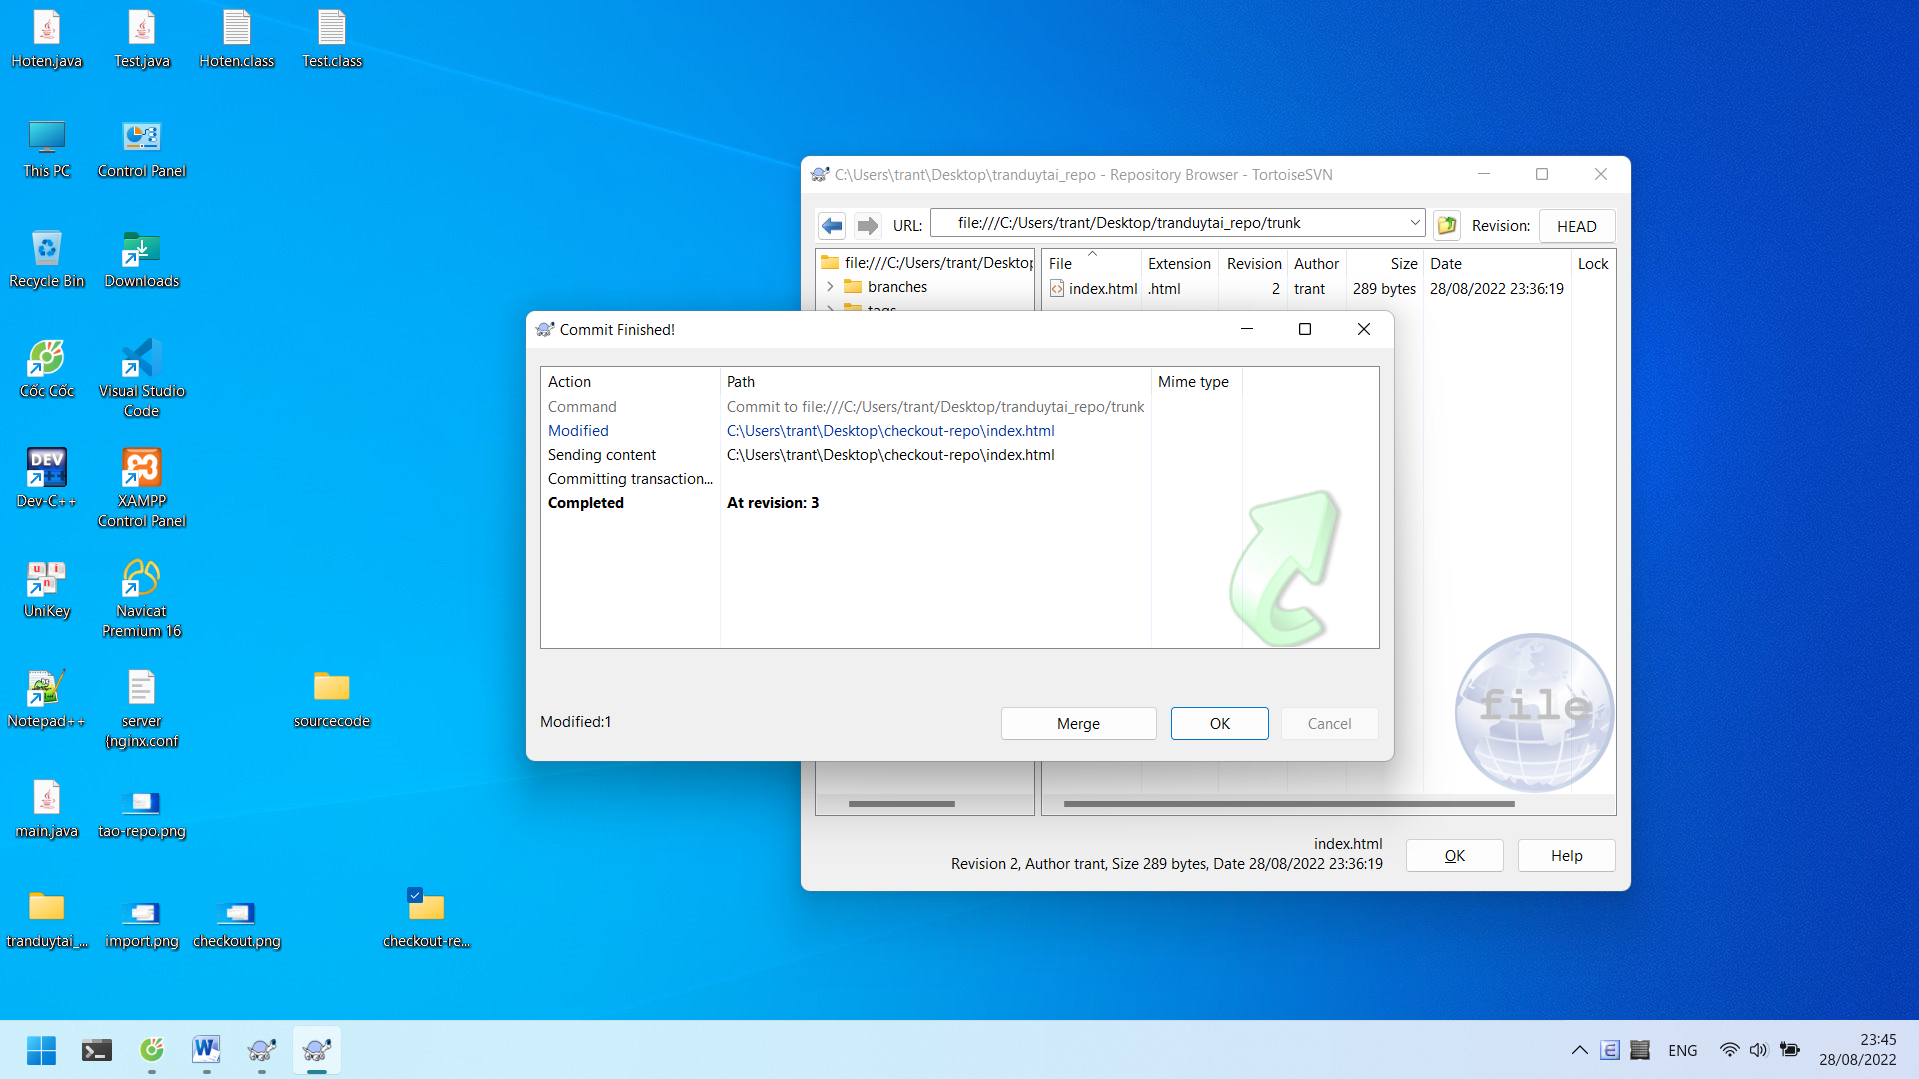 Hoten.java
Test.java
Hoten.class
Test.class
This PC
Control Panel
Recycle Bin
Downloads
Cốc Cốc
Visual Studio
Code
DEV
Dev-C++
XAMPP
Control Panel
UniKey
Navicat
Premium 16
Notepad++
server
{nginx.conf
sourcecode
main.java
tao-repo.png
tranduytai_...
import.png
checkout.png
checkout-re...
C:\Users\trant\Desktop\tranduytai_repo - Repository Browser - TortoiseSVN
URL: file:///C:/Users/trant/Desktop/tranduytai_repo/trunk Revision: HEAD
file:///C:/Users/trant/Desktop
branches
tags
File Extension Revision Author Size Date Lock
index.html .html 2 trant 289 bytes 28/08/2022 23:36:19
Commit Finished!
Action Path Mime type
Command Commit to file:///C:/Users/trant/Desktop/tranduytai_repo/trunk
Modified C:\Users\trant\Desktop\checkout-repo\index.html
Sending content C:\Users\trant\Desktop\checkout-repo\index.html
Committing transaction...
Completed At revision: 3
Modified:1
Merge OK Cancel
file
index.html
Revision 2, Author trant, Size 289 bytes, Date 28/08/2022 23:36:19
OK Help
ENG
23:45
28/08/2022